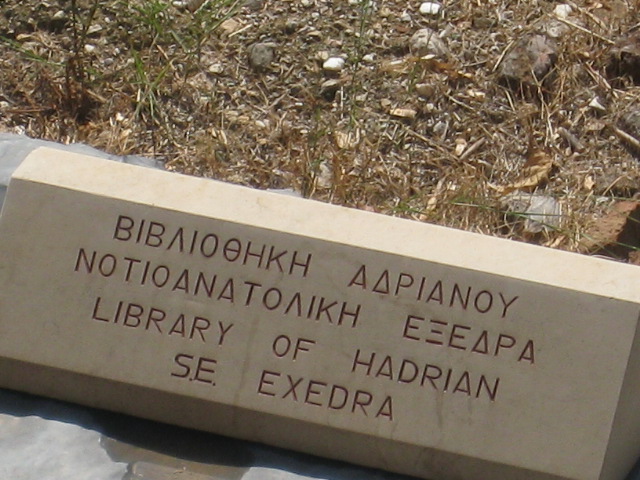 ΒΙΒΛΙΟΘΗΚΗ ΑΔΡΙΑΝΟΥ
ΝΟΤΙΟΑΝΑΤΟΛΙΚΗ ΕΞΕΔΡΑ
LIBRARY OF HADRIAN
S.E. EXEDRA